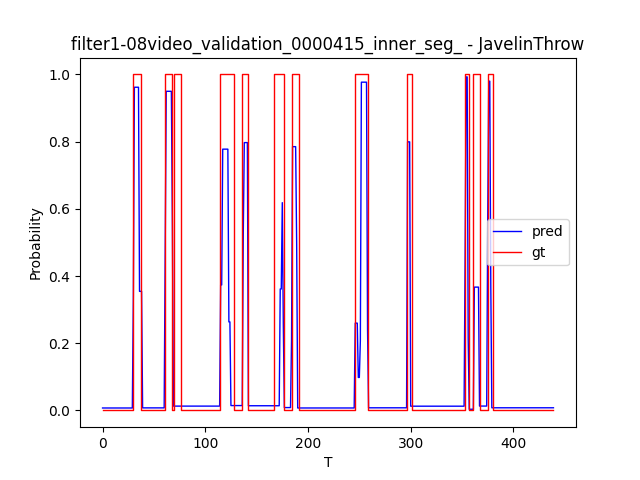 filter1-08video_validation_0000415_inner_seg_ - JavelinThrow
1.0
0.8
0.6
0.4
0.2
0.0
Probability
pred
gt
0
100
200
300
400
T